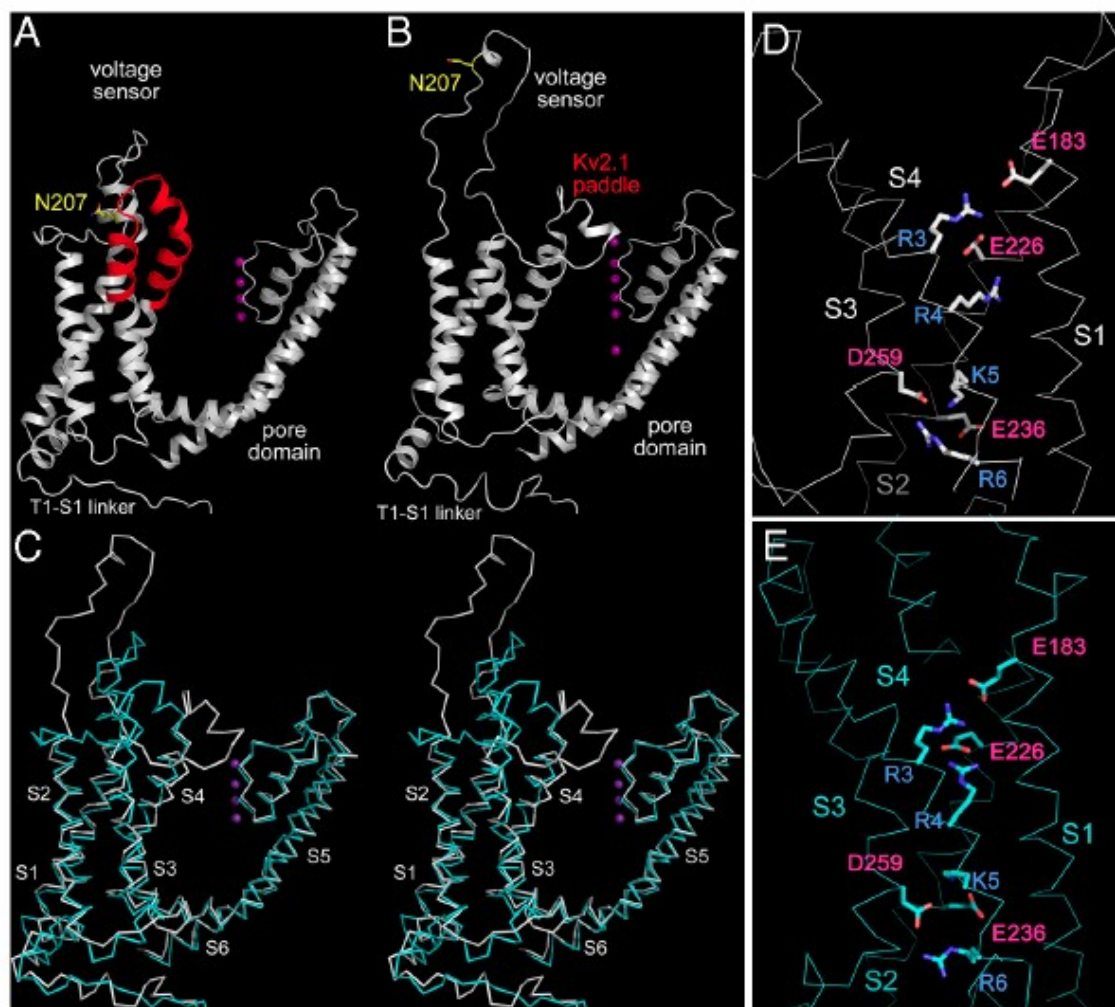 A
voltage
sensor
N207
pore
domain
T1-S1 linker
B
N207
voltage
sensor
Kv2.1
paddle
pore
domain
T1-S1 linker
C
S2
S4
S1
S3
S5
S6
S2
S4
S1
S3
S5
S6
D
E183
S4
R3
E226
S3
R4
S1
D259
K5
E236
S2
R6
E
E183
S4
E226
R3
S3
R4
S1
D259
K5
E236
S2
R6